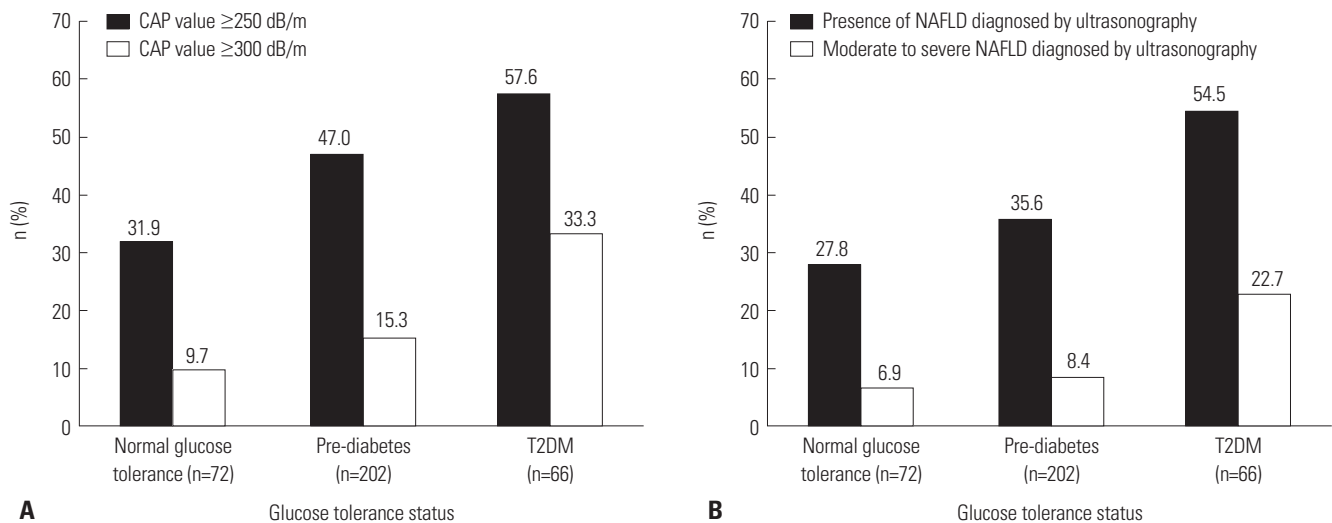 CAP value ≥250 dB/m
CAP value ≥300 dB/m
70
60
50
40
30
20
10
0
n (%)
31.9
9.7
47.0
15.3
57.6
33.3
Normal glucose
tolerance (n=72)
Pre-diabetes
(n=202)
T2DM
(n=66)
Glucose tolerance status
A
Presence of NAFLD diagnosed by ultrasonography
Moderate to severe NAFLD diagnosed by ultrasonography
70
60
50
40
30
20
10
0
n (%)
27.8
6.9
35.6
8.4
54.5
22.7
Normal glucose
tolerance (n=72)
Pre-diabetes
(n=202)
T2DM
(n=66)
Glucose tolerance status
B